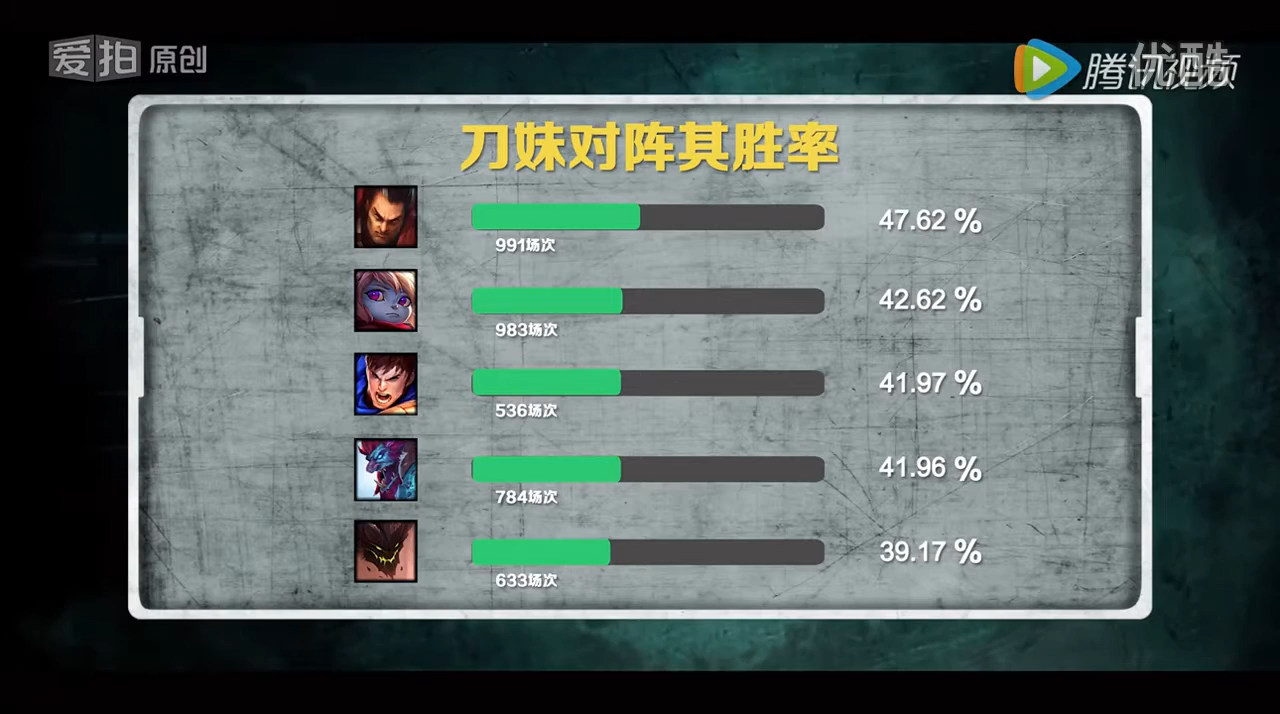 爱拍 原创
腾讯视频
优酷
刀妹对阵其胜率
47.62 %
991场次
42.62 %
983场次
41.97 %
536场次
41.96 %
784场次
39.17 %
633场次